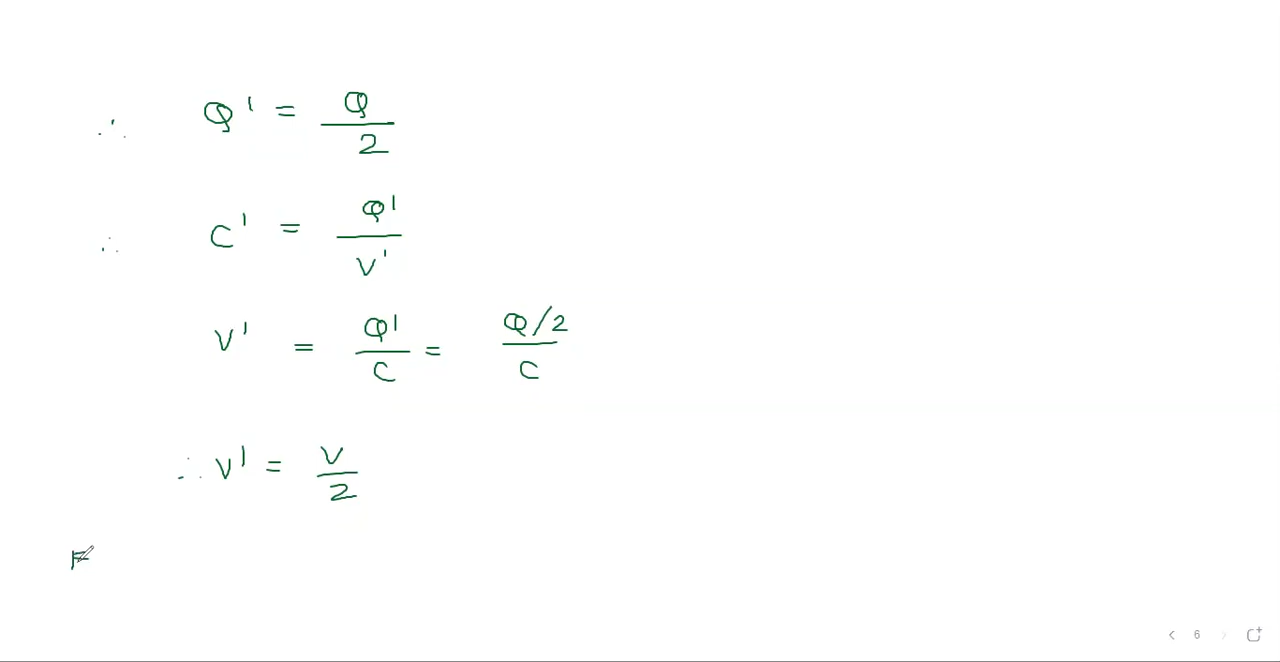 ∴ Q' = Q/2
∴ C' = Q'/V'
V' = Q'/C = Q/2/C
∴ V' = V/2
F
6